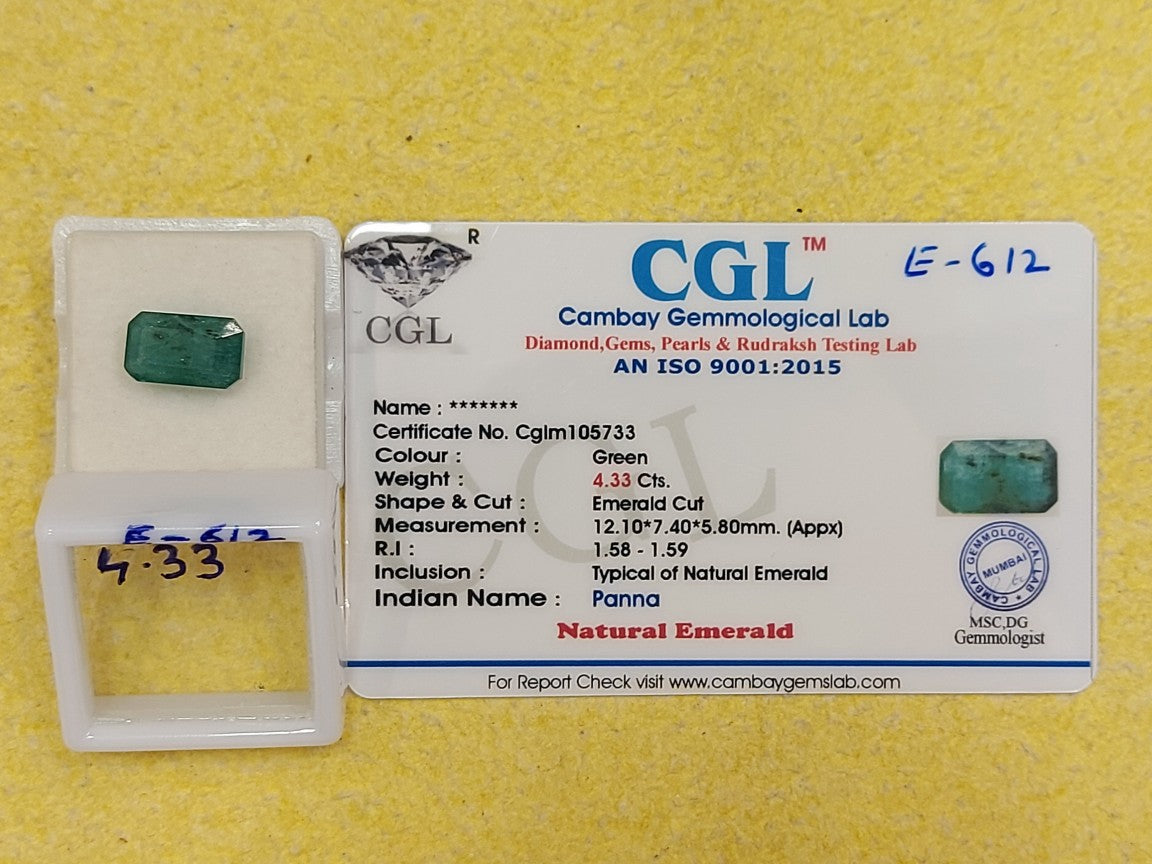 R
CGL
CGL™
E-612
Cambay Gemmological Lab
Diamond,Gems, Pearls & Rudraksh Testing Lab
AN ISO 9001:2015
Name : *******
Certificate No. Cglm105733
Colour : Green
Weight : 4.33 Cts.
Shape & Cut : Emerald Cut
Measurement : 12.10*7.40*5.80mm. (Appx)
R.I : 1.58 - 1.59
Inclusion : Typical of Natural Emerald
Indian Name : Panna
Natural Emerald
CAMBAY GEMMOLOGICAL LAB
MUMBAI
MSC,DG
Gemmologist
For Report Check visit www.cambaygemslab.com
E-612
4.33
CGL